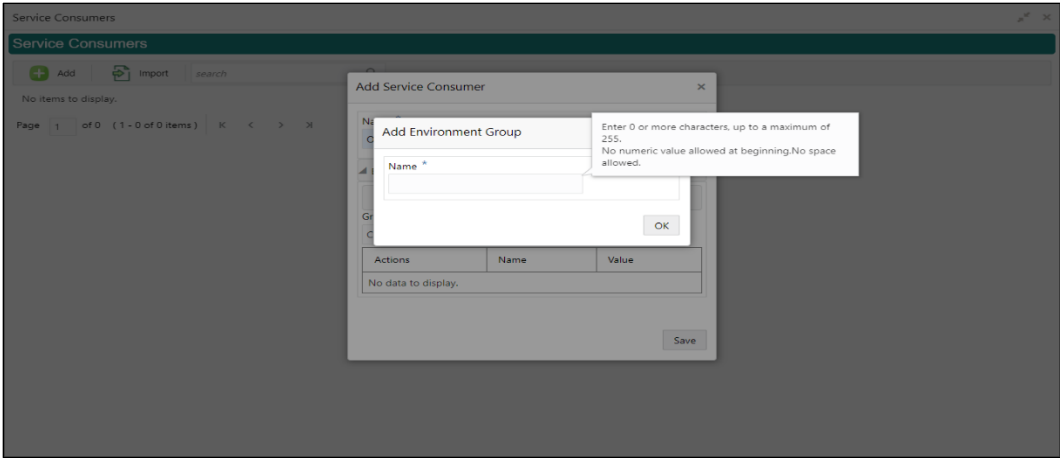 Service Consumers
Service Consumers
Add Import search
No items to display.
Page 1 of 0 (1 - 0 of 0 items)
Add Service Consumer
Add Environment Group
Enter 0 or more characters, up to a maximum of
255.
No numeric value allowed at beginning.No space
allowed.
Name *
OK
Actions Name Value
No data to display.
Save